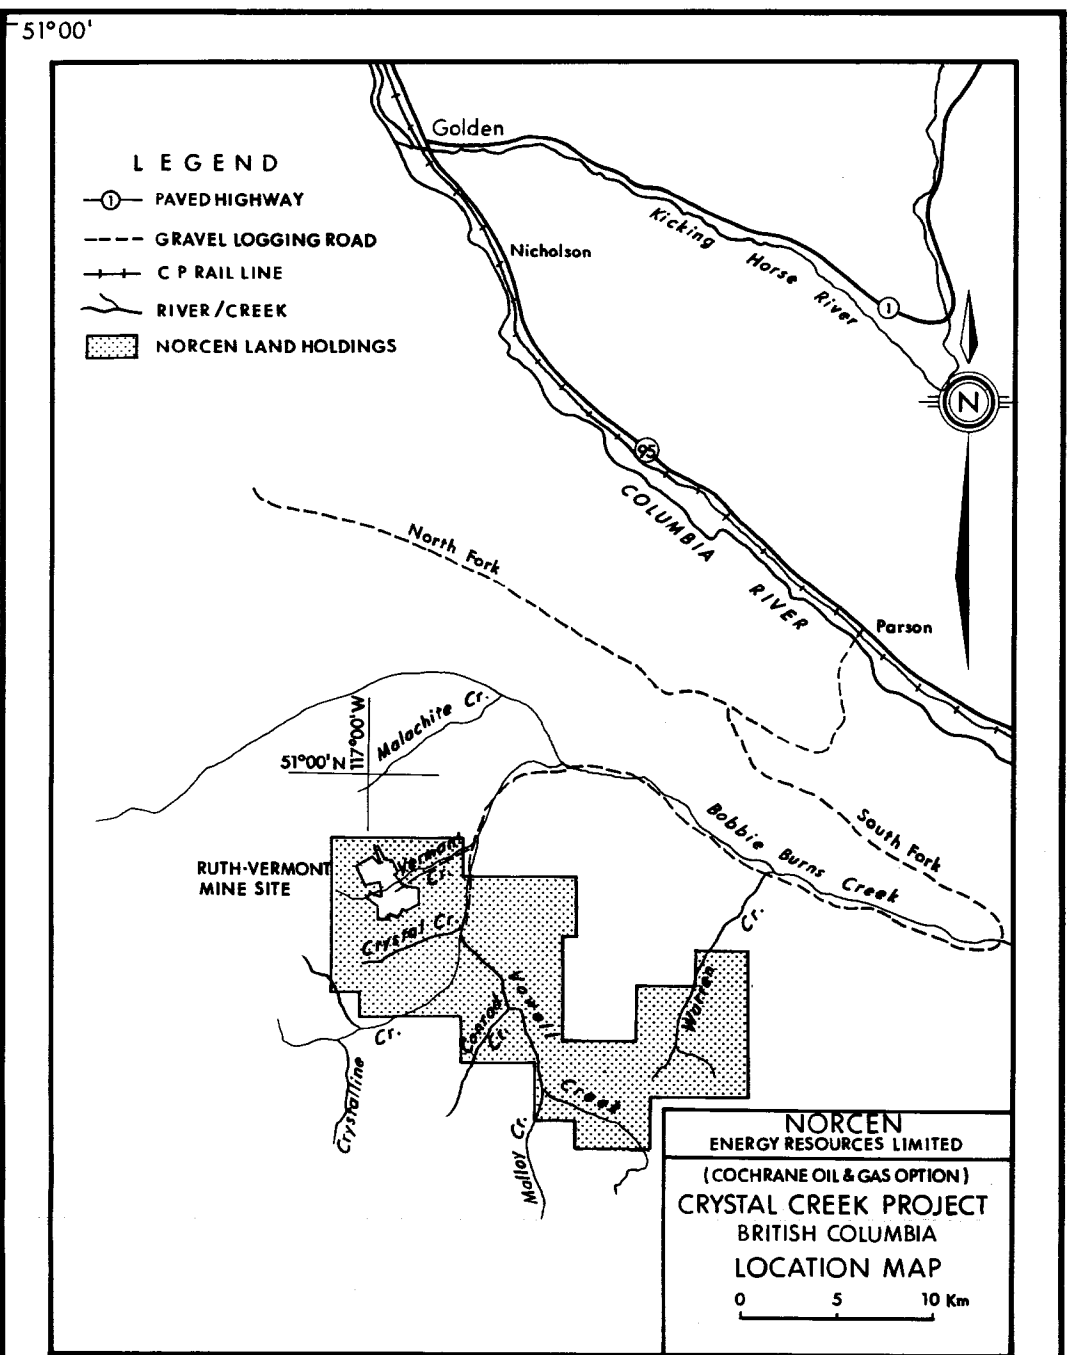 51°00'
Golden
LEGEND
1 PAVED HIGHWAY
GRAVEL LOGGING ROAD
C P RAIL LINE
RIVER/CREEK
NORCEN LAND HOLDINGS
Nicholson
Kicking Horse River
1
N
95
COLUMBIA RIVER
North Fork
Parson
Malachite Cr.
117°00'W
51°00'N
Bobbie Burns Creek
South Fork
RUTH-VERMONT
MINE SITE
Vermont
Cr.
Crystal Cr.
Cr.
Warren
Vowell
Creek
Conrad
Cr.
Cr.
Crystalline
Malloy Cr.
NORCEN
ENERGY RESOURCES LIMITED
(COCHRANE OIL & GAS OPTION)
CRYSTAL CREEK PROJECT
BRITISH COLUMBIA
LOCATION MAP
0 5 10 Km